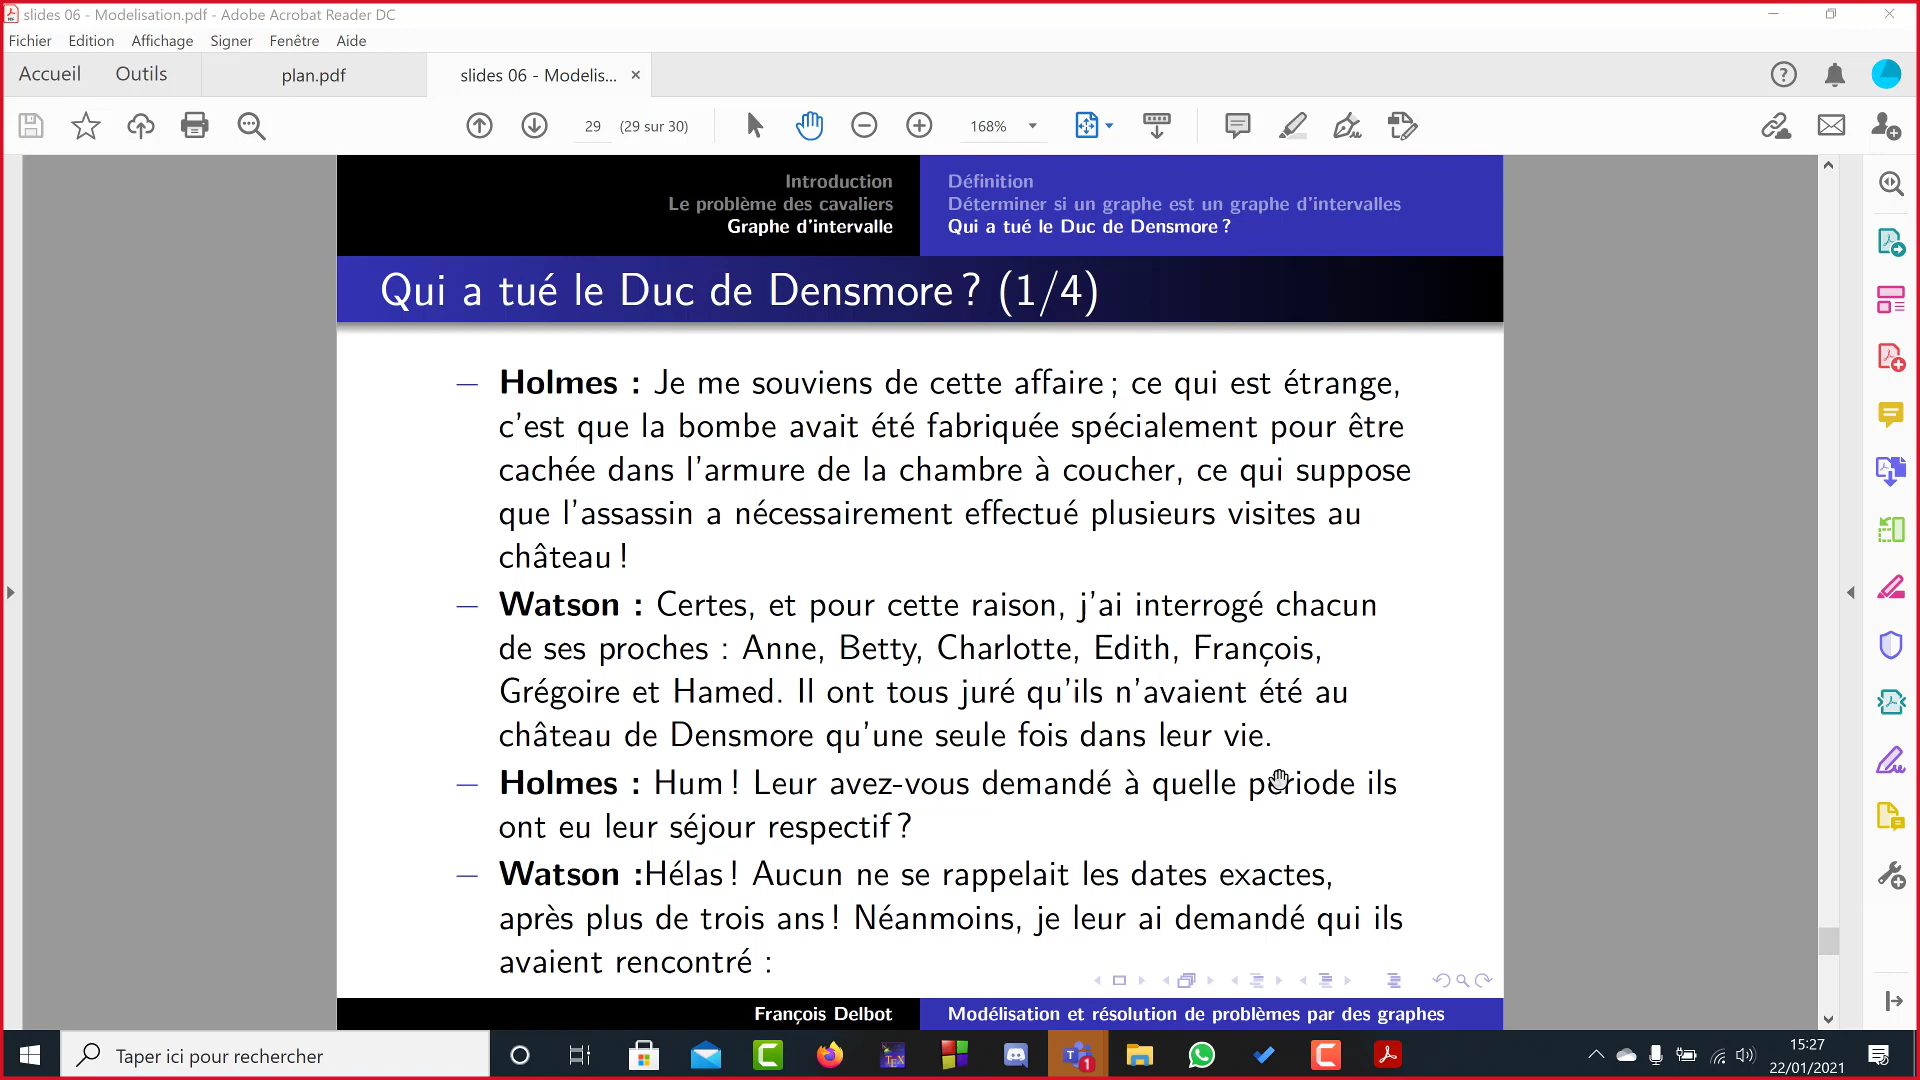 slides 06 - Modelisation.pdf - Adobe Acrobat Reader DC
Fichier Edition Affichage Signer Fenêtre Aide
Accueil Outils plan.pdf slides 06 - Modelis...
29 (29 sur 30) 168%
Introduction
Le problème des cavaliers
Graphe d'intervalle
Définition
Déterminer si un graphe est un graphe d'intervalles
Qui a tué le Duc de Densmore ?
Qui a tué le Duc de Densmore ? (1/4)
— Holmes : Je me souviens de cette affaire ; ce qui est étrange,
c'est que la bombe avait été fabriquée spécialement pour être
cachée dans l'armure de la chambre à coucher, ce qui suppose
que l'assassin a nécessairement effectué plusieurs visites au
château !
— Watson : Certes, et pour cette raison, j'ai interrogé chacun
de ses proches : Anne, Betty, Charlotte, Edith, François,
Grégoire et Hamed. Il ont tous juré qu'ils n'avaient été au
château de Densmore qu'une seule fois dans leur vie.
— Holmes : Hum ! Leur avez-vous demandé à quelle période ils
ont eu leur séjour respectif ?
— Watson :Hélas ! Aucun ne se rappelait les dates exactes,
après plus de trois ans ! Néanmoins, je leur ai demandé qui ils
avaient rencontré :
François Delbot
Modélisation et résolution de problèmes par des graphes
Taper ici pour rechercher
1
15:27
22/01/2021